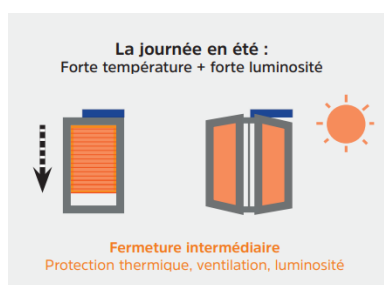 La journée en été :
Forte température + forte luminosité
Fermeture intermédiaire
Protection thermique, ventilation, luminosité